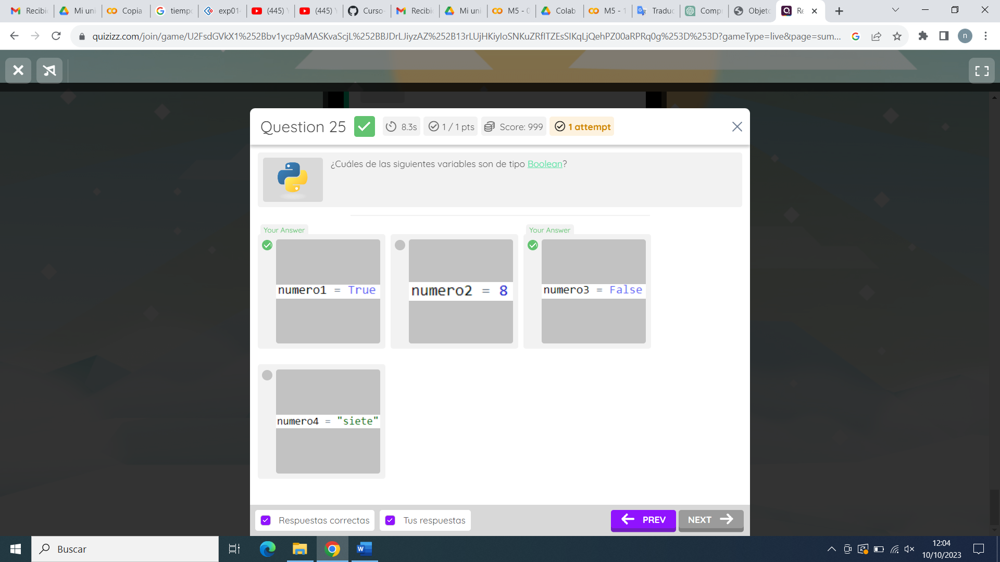 Recibi
Mi uni
Copia
tiempo
exp01-
(445) Y
(445) Y
Curso-
Recibi
Mi uni
M5 - 0
Colab
M5 - 1
Traduc
Compr
Objeto
Re
quizizz.com/join/game/U2FsdGVkX1%252Bbv1ycp9aMASKvaScjL%252BBJDrLJiyzAZ%252B13rLUjHKiyIoSNKuZRflTZEsSIKqLjQehPZ00aRPRq0g%253D%253D?gameType=live&page=sum...
n
Question 25
8.3s
1 / 1 pts
Score: 999
1 attempt
¿Cuáles de las siguientes variables son de tipo Boolean?
Your Answer
Your Answer
numero1 = True
numero2 = 8
numero3 = False
numero4 = "siete"
Respuestas correctas
Tus respuestas
PREV
NEXT
Buscar
12:04
10/10/2023